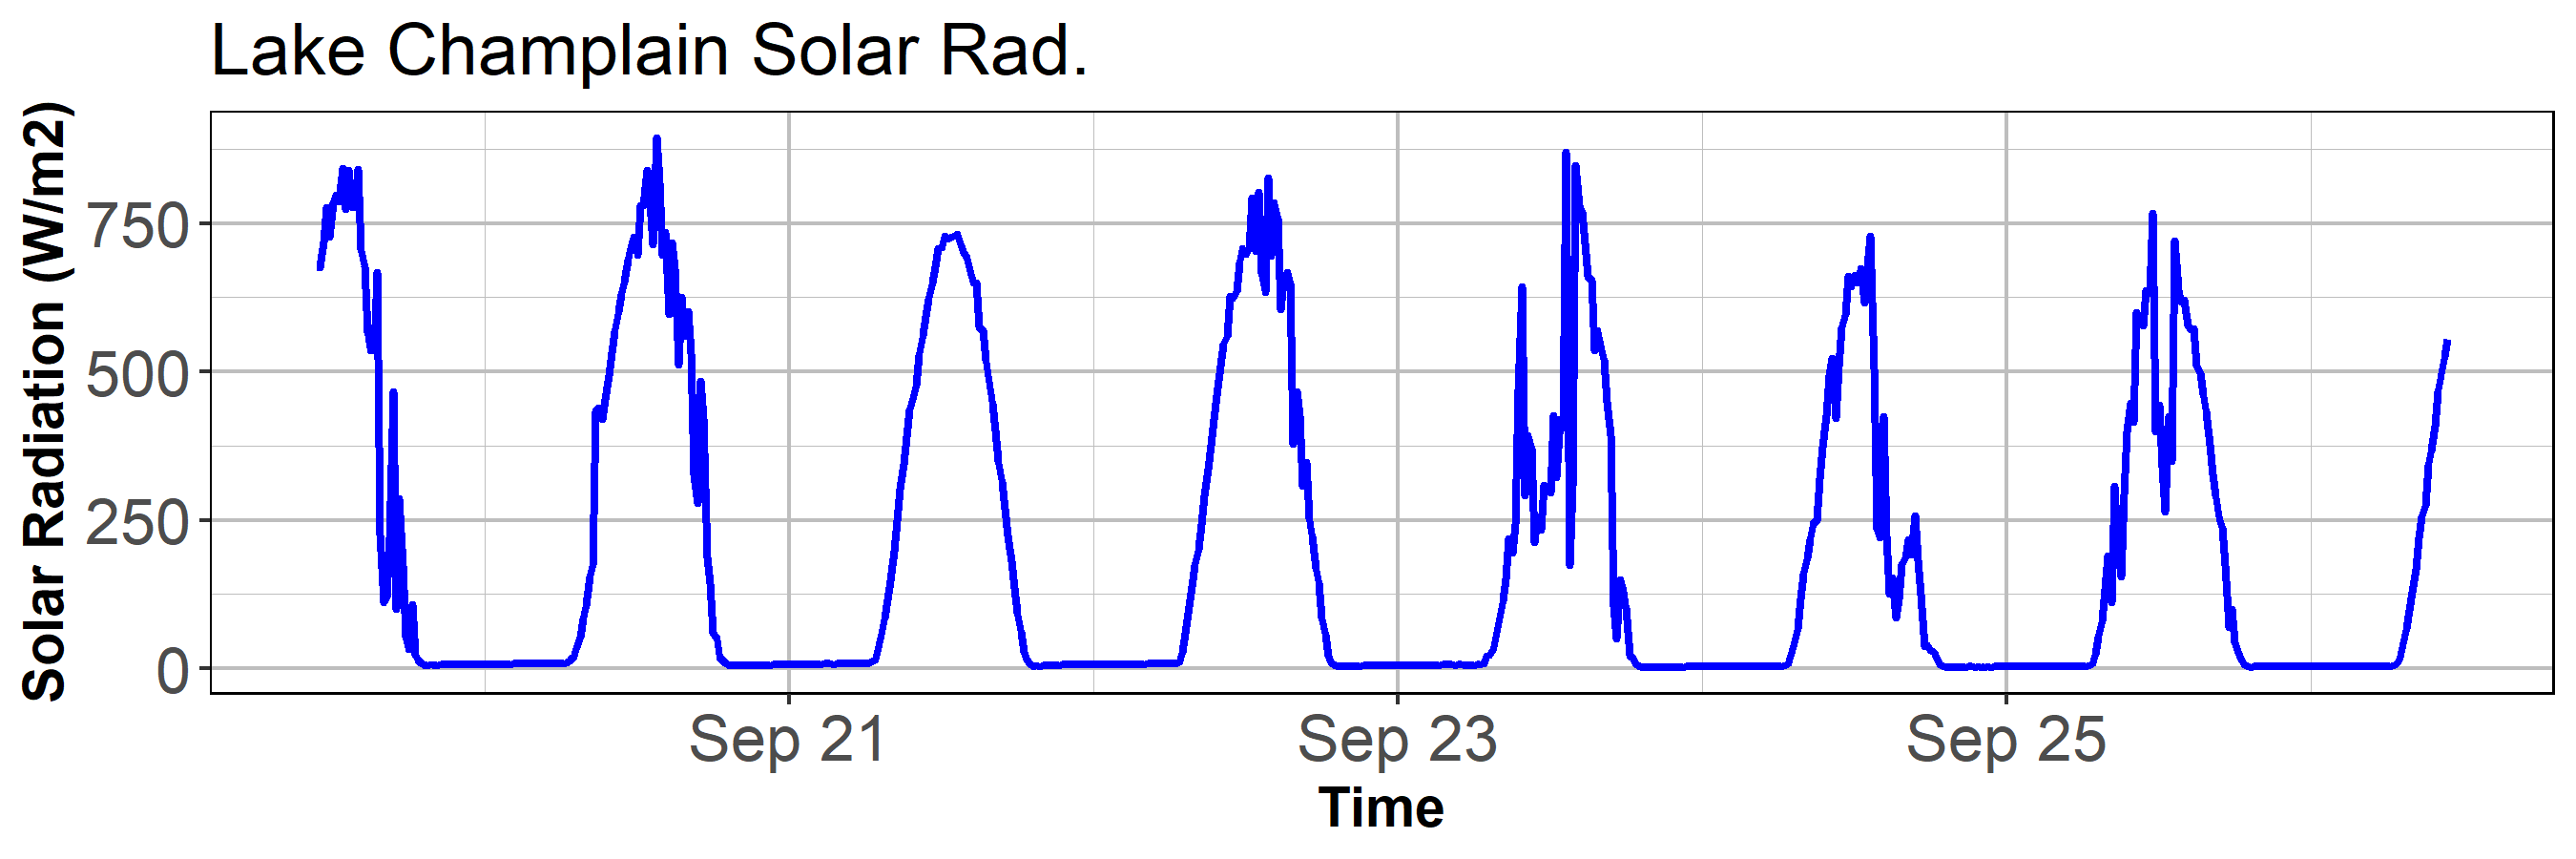 Lake Champlain Solar Rad.
Solar Radiation (W/m2)
750
500
250
0
Sep 21
Sep 23
Sep 25
Time